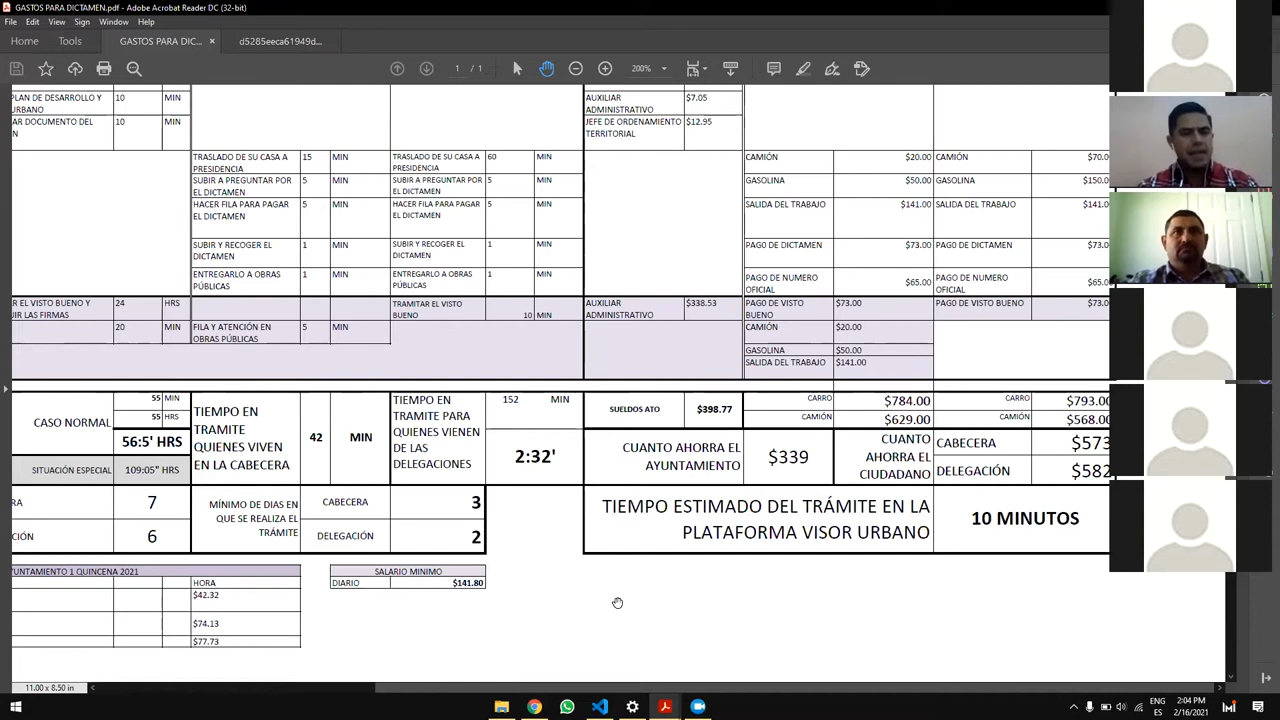 GASTOS PARA DICTAMEN.pdf - Adobe Acrobat Reader DC (32-bit)
File Edit View Sign Window Help
Home Tools GASTOS PARA DIC... × d5285eeca61949d...
1 / 1 200%
PLAN DE DESARROLLO Y URBANO 10 MIN AUXILIAR ADMINISTRATIVO $7.05
AR DOCUMENTO DEL 10 MIN JEFE DE ORDENAMIENTO TERRITORIAL $12.95
TRASLADO DE SU CASA A PRESIDENCIA 15 MIN TRASLADO DE SU CASA A PRESIDENCIA 60 MIN CAMIÓN $20.00 CAMIÓN $70.0
SUBIR A PREGUNTAR POR EL DICTAMEN 5 MIN SUBIR A PREGUNTAR POR EL DICTAMEN 5 MIN GASOLINA $50.00 GASOLINA $150.0
HACER FILA PARA PAGAR EL DICTAMEN 5 MIN HACER FILA PARA PAGAR EL DICTAMEN 5 MIN SALIDA DEL TRABAJO $141.00 SALIDA DEL TRABAJO $141.0
SUBIR Y RECOGER EL DICTAMEN 1 MIN SUBIR Y RECOGER EL DICTAMEN 1 MIN PAG0 DE DICTAMEN $73.00 PAG0 DE DICTAMEN $73.0
ENTREGARLO A OBRAS PÚBLICAS 1 MIN ENTREGARLO A OBRAS PÚBLICAS 1 MIN PAGO DE NUMERO OFICIAL $65.00 PAGO DE NUMERO OFICIAL $65.0
R EL VISTO BUENO Y UIR LAS FIRMAS 24 HRS TRAMITAR EL VISTO BUENO 10 MIN AUXILIAR ADMINISTRATIVO $338.53 PAG0 DE VISTO BUENO $73.00 PAG0 DE VISTO BUENO $73.0
20 MIN FILA Y ATENCIÓN EN OBRAS PÚBLICAS 5 MIN CAMIÓN $20.00
GASOLINA $50.00
SALIDA DEL TRABAJO $141.00
CASO NORMAL 55 MIN
55 HRS
56:5' HRS
SITUACIÓN ESPECIAL 109:05" HRS
TIEMPO EN
TRAMITE
QUIENES VIVEN
EN LA CABECERA
42 MIN
TIEMPO EN
TRAMITE PARA
QUIENES VIENEN
DE LAS
DELEGACIONES
152 MIN
2:32'
SUELDOS ATO $398.77
CARRO $784.00 CARRO $793.00
CAMIÓN $629.00 CAMIÓN $568.00
CUANTO AHORRA EL
AYUNTAMIENTO
$339
CUANTO
AHORRA EL
CIUDADANO
CABECERA $573
DELEGACIÓN $582
RA 7
CIÓN 6
MÍNIMO DE DIAS EN
QUE SE REALIZA EL
TRÁMITE
CABECERA 3
DELEGACIÓN 2
TIEMPO ESTIMADO DEL TRÁMITE EN LA
PLATAFORMA VISOR URBANO
10 MINUTOS
YUNTAMIENTO 1 QUINCENA 2021
HORA
$42.32
$74.13
$77.73
SALARIO MINIMO
DIARIO $141.80
11.00 x 8.50 in
ENG
ES
2:04 PM
2/16/2021